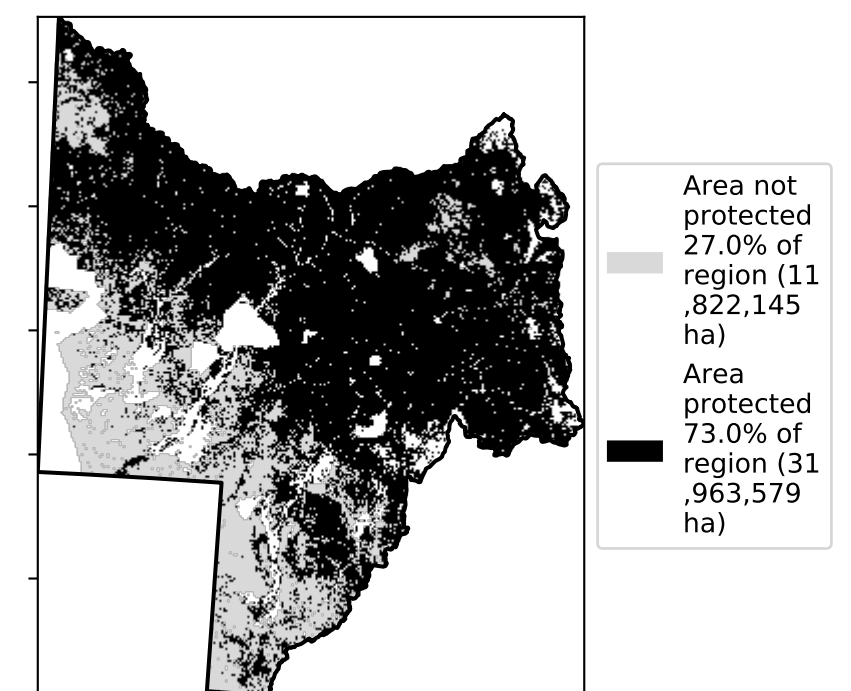 Area not
protected
27.0% of
region (11
,822,145
ha)
Area
protected
73.0% of
region (31
,963,579
ha)